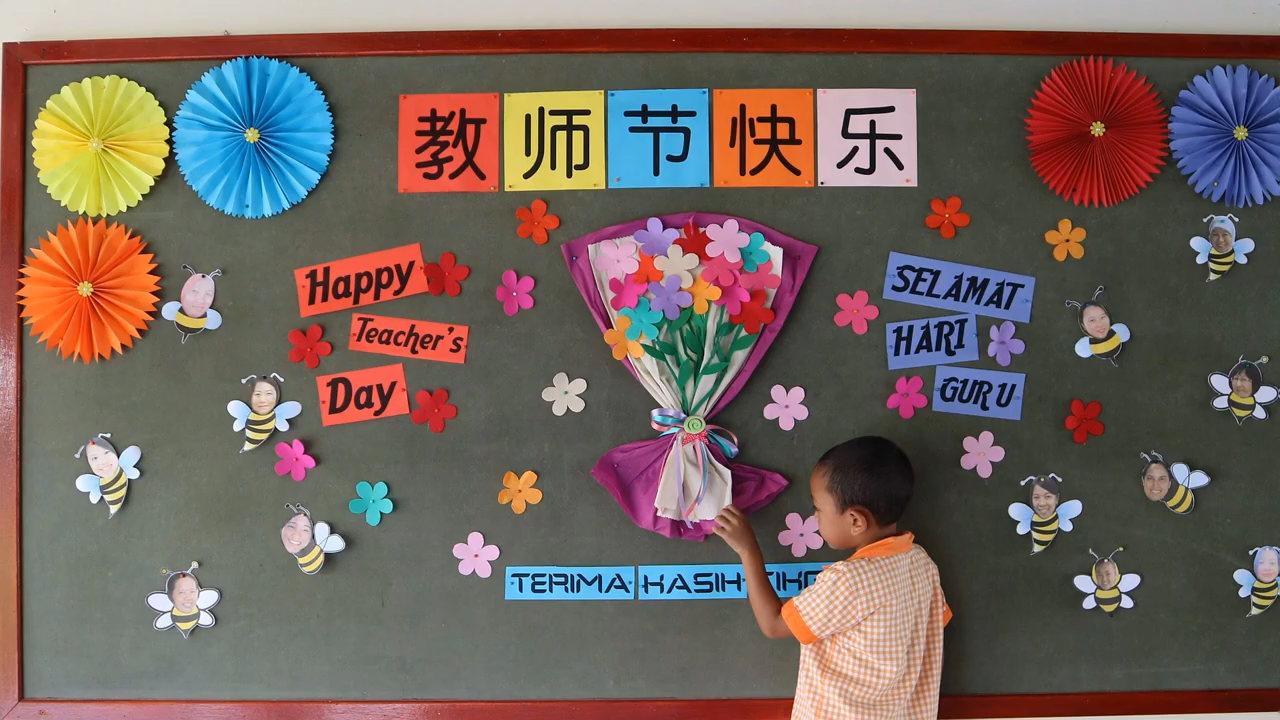 教师节快乐
Happy
Teacher's
Day
SELAMAT
HARI
GURU
TERIMA KASIH